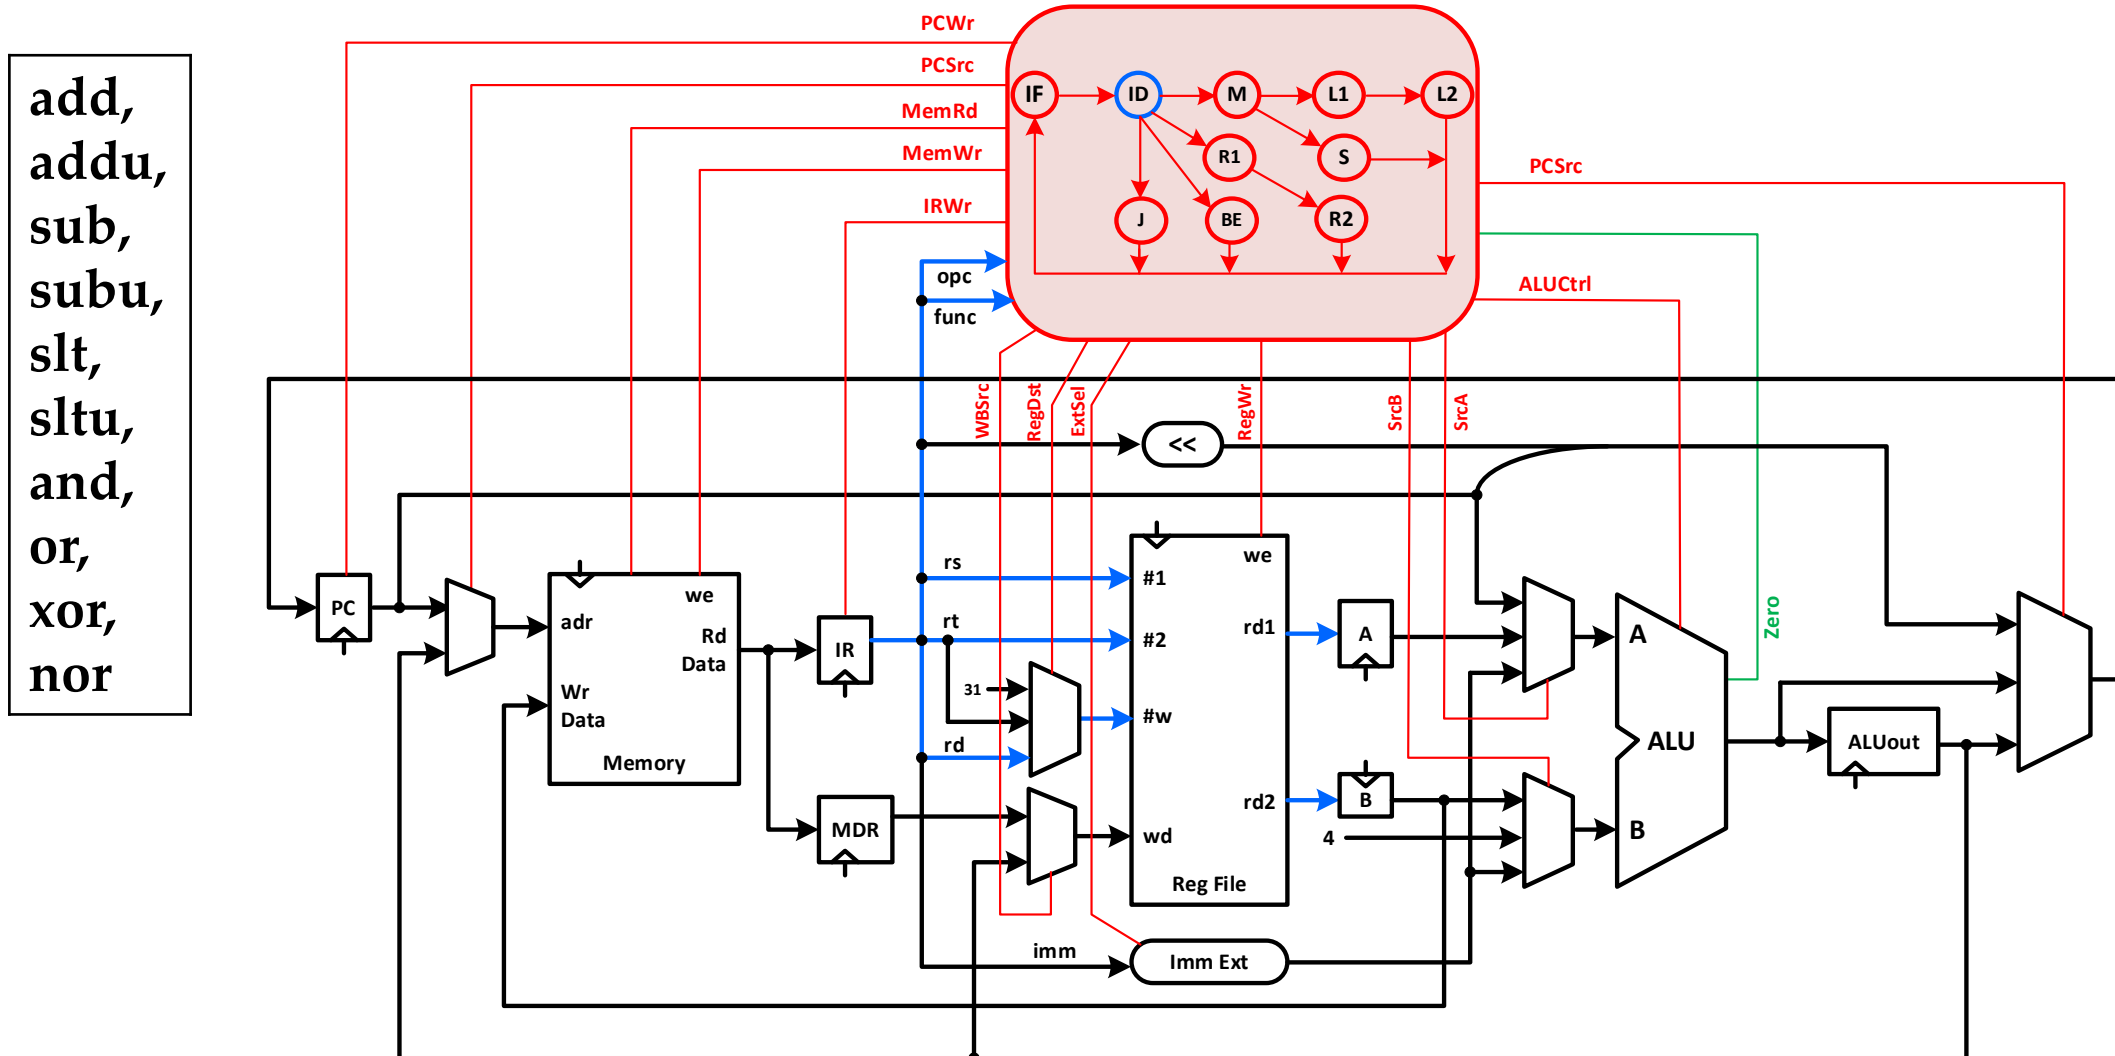 add,
addu,
sub,
subu,
slt,
sltu,
and,
or,
xor,
nor
PCWr
PCSrc
MemRd
MemWr
IRWr
opc
func
IF
ID
M
L1
L2
R1
S
J
BE
R2
PCSrc
ALUCtrl
Zero
WBSrc
RegDst
ExtSel
RegWr
SrcB
SrcA
<<
PC
adr
we
Rd
Data
Wr
Data
Memory
IR
MDR
rs
rt
31
rd
imm
#1
#2
#w
wd
we
rd1
rd2
Reg File
Imm Ext
A
B
4
A
B
ALU
ALUout